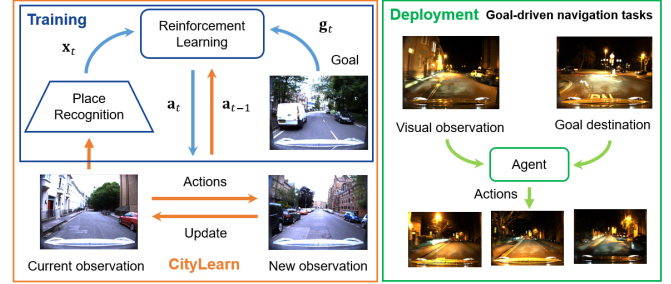 Training
Reinforcement
Learning
x_t
g_t
Goal
Place
Recognition
a_t
a_{t-1}
Actions
Update
Current observation
CityLearn
New observation
Deployment Goal-driven navigation tasks
Visual observation
Goal destination
Agent
Actions